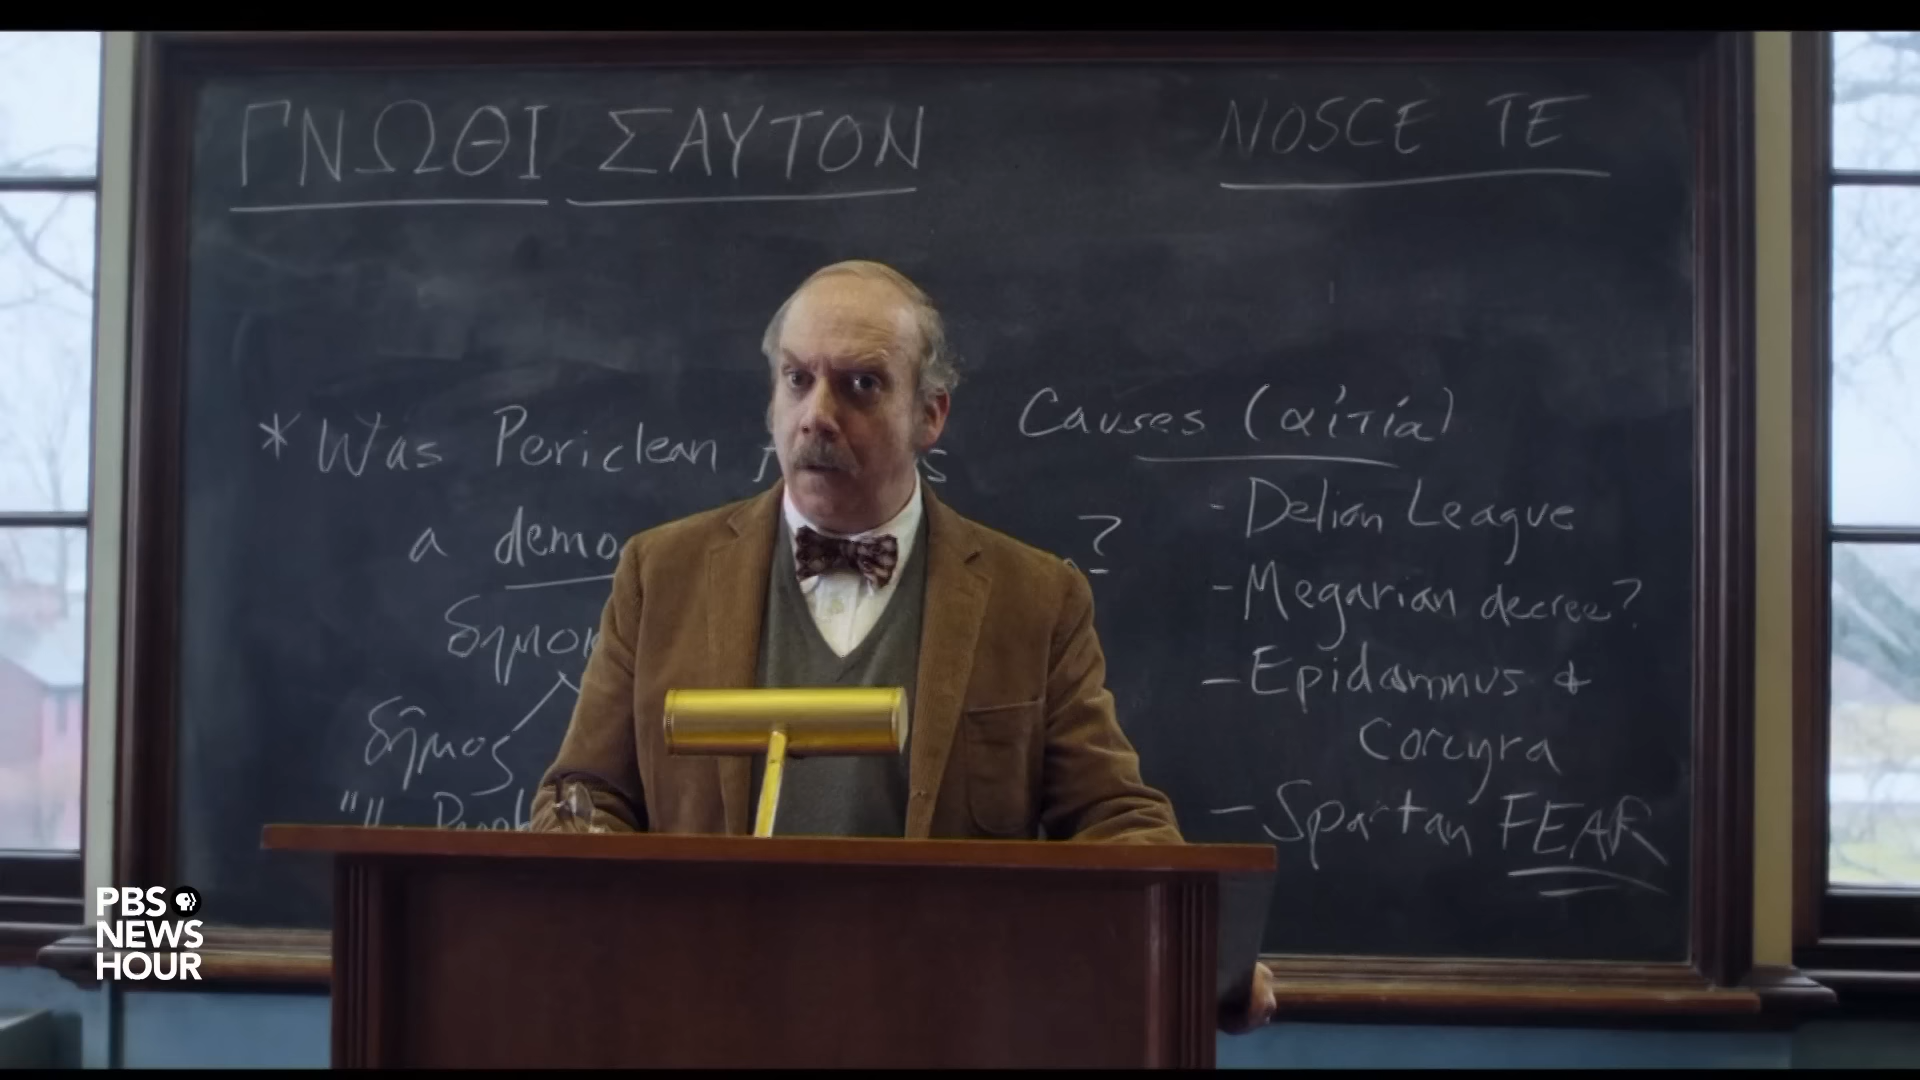 ΓΝΩΘΙ ΣΑΥΤΟΝ
NOSCE TE
* Was Periclean
a demo
?
δημοκ
δῆμος
Causes (αἰτία)
- Delian League
- Megarian decree?
- Epidamnus &
Corcyra
- Spartan FEAR
PBS
NEWS
HOUR